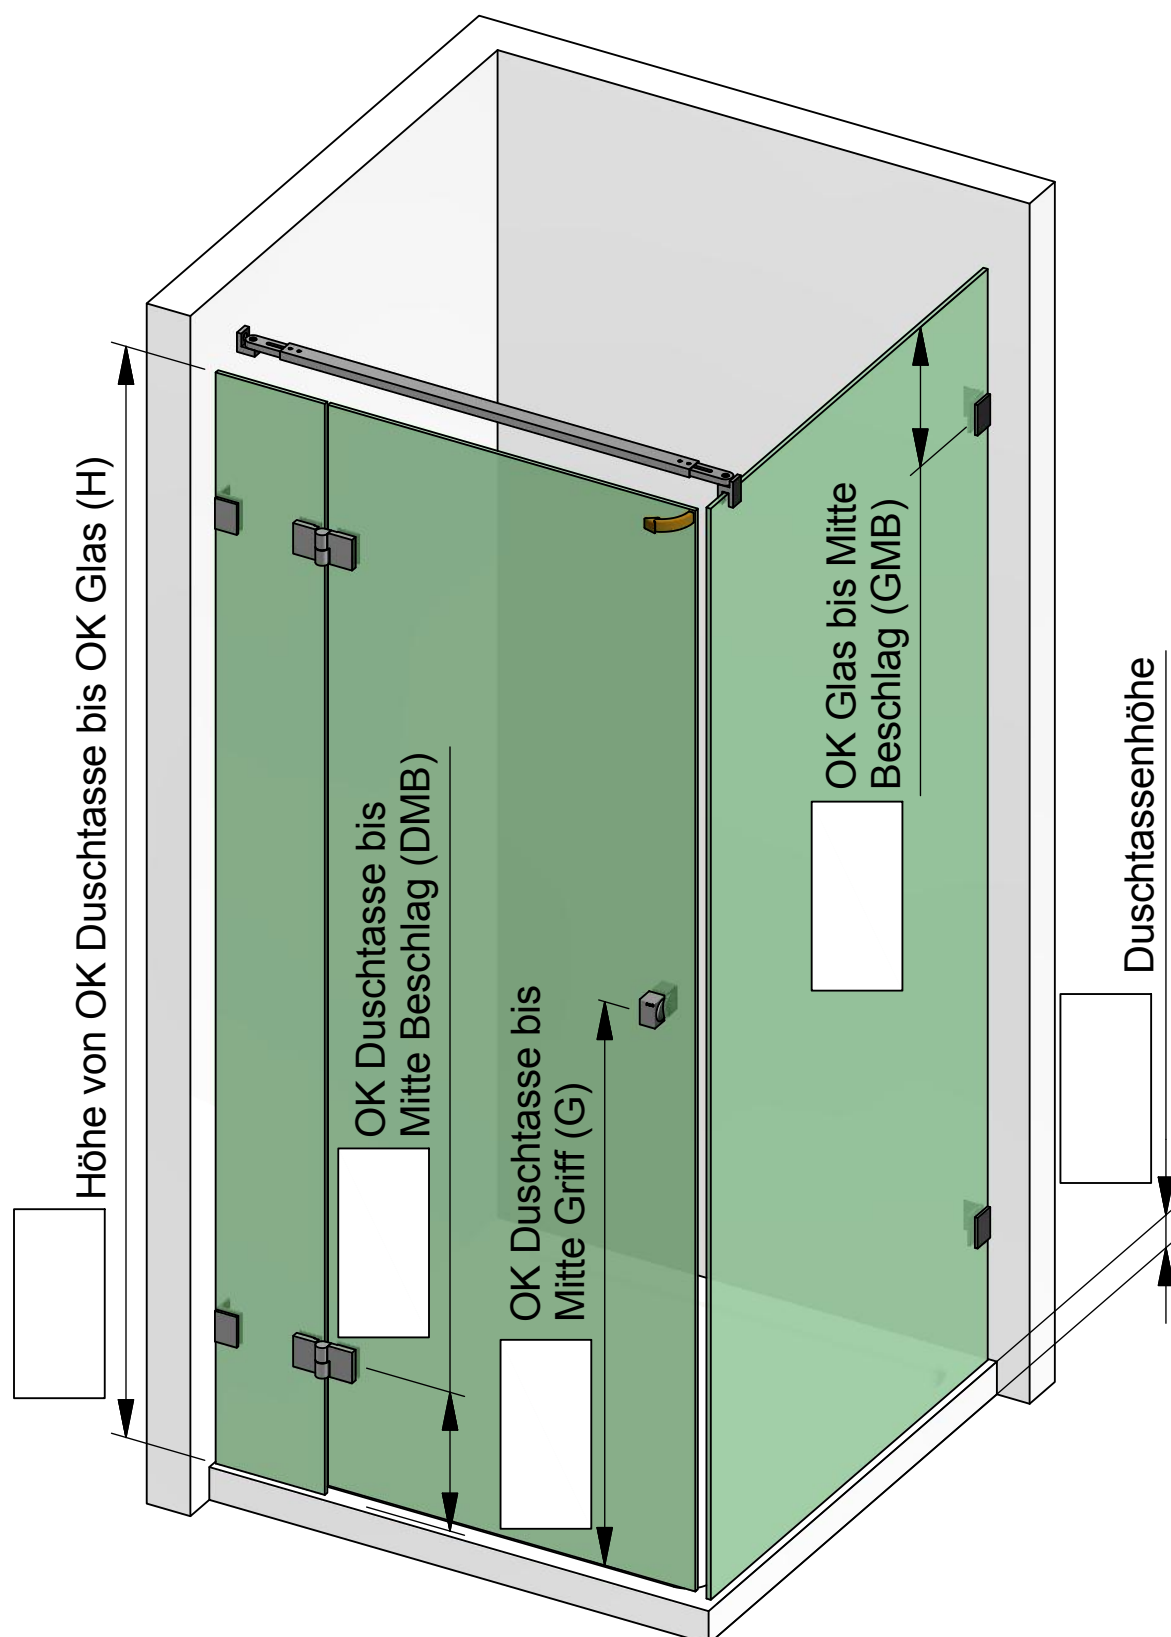 Höhe von OK Duschtasse bis OK Glas (H)
OK Duschtasse bis
Mitte Beschlag (DMB)
OK Duschtasse bis
Mitte Griff (G)
OK Glas bis Mitte
Beschlag (GMB)
Duschtassenhöhe